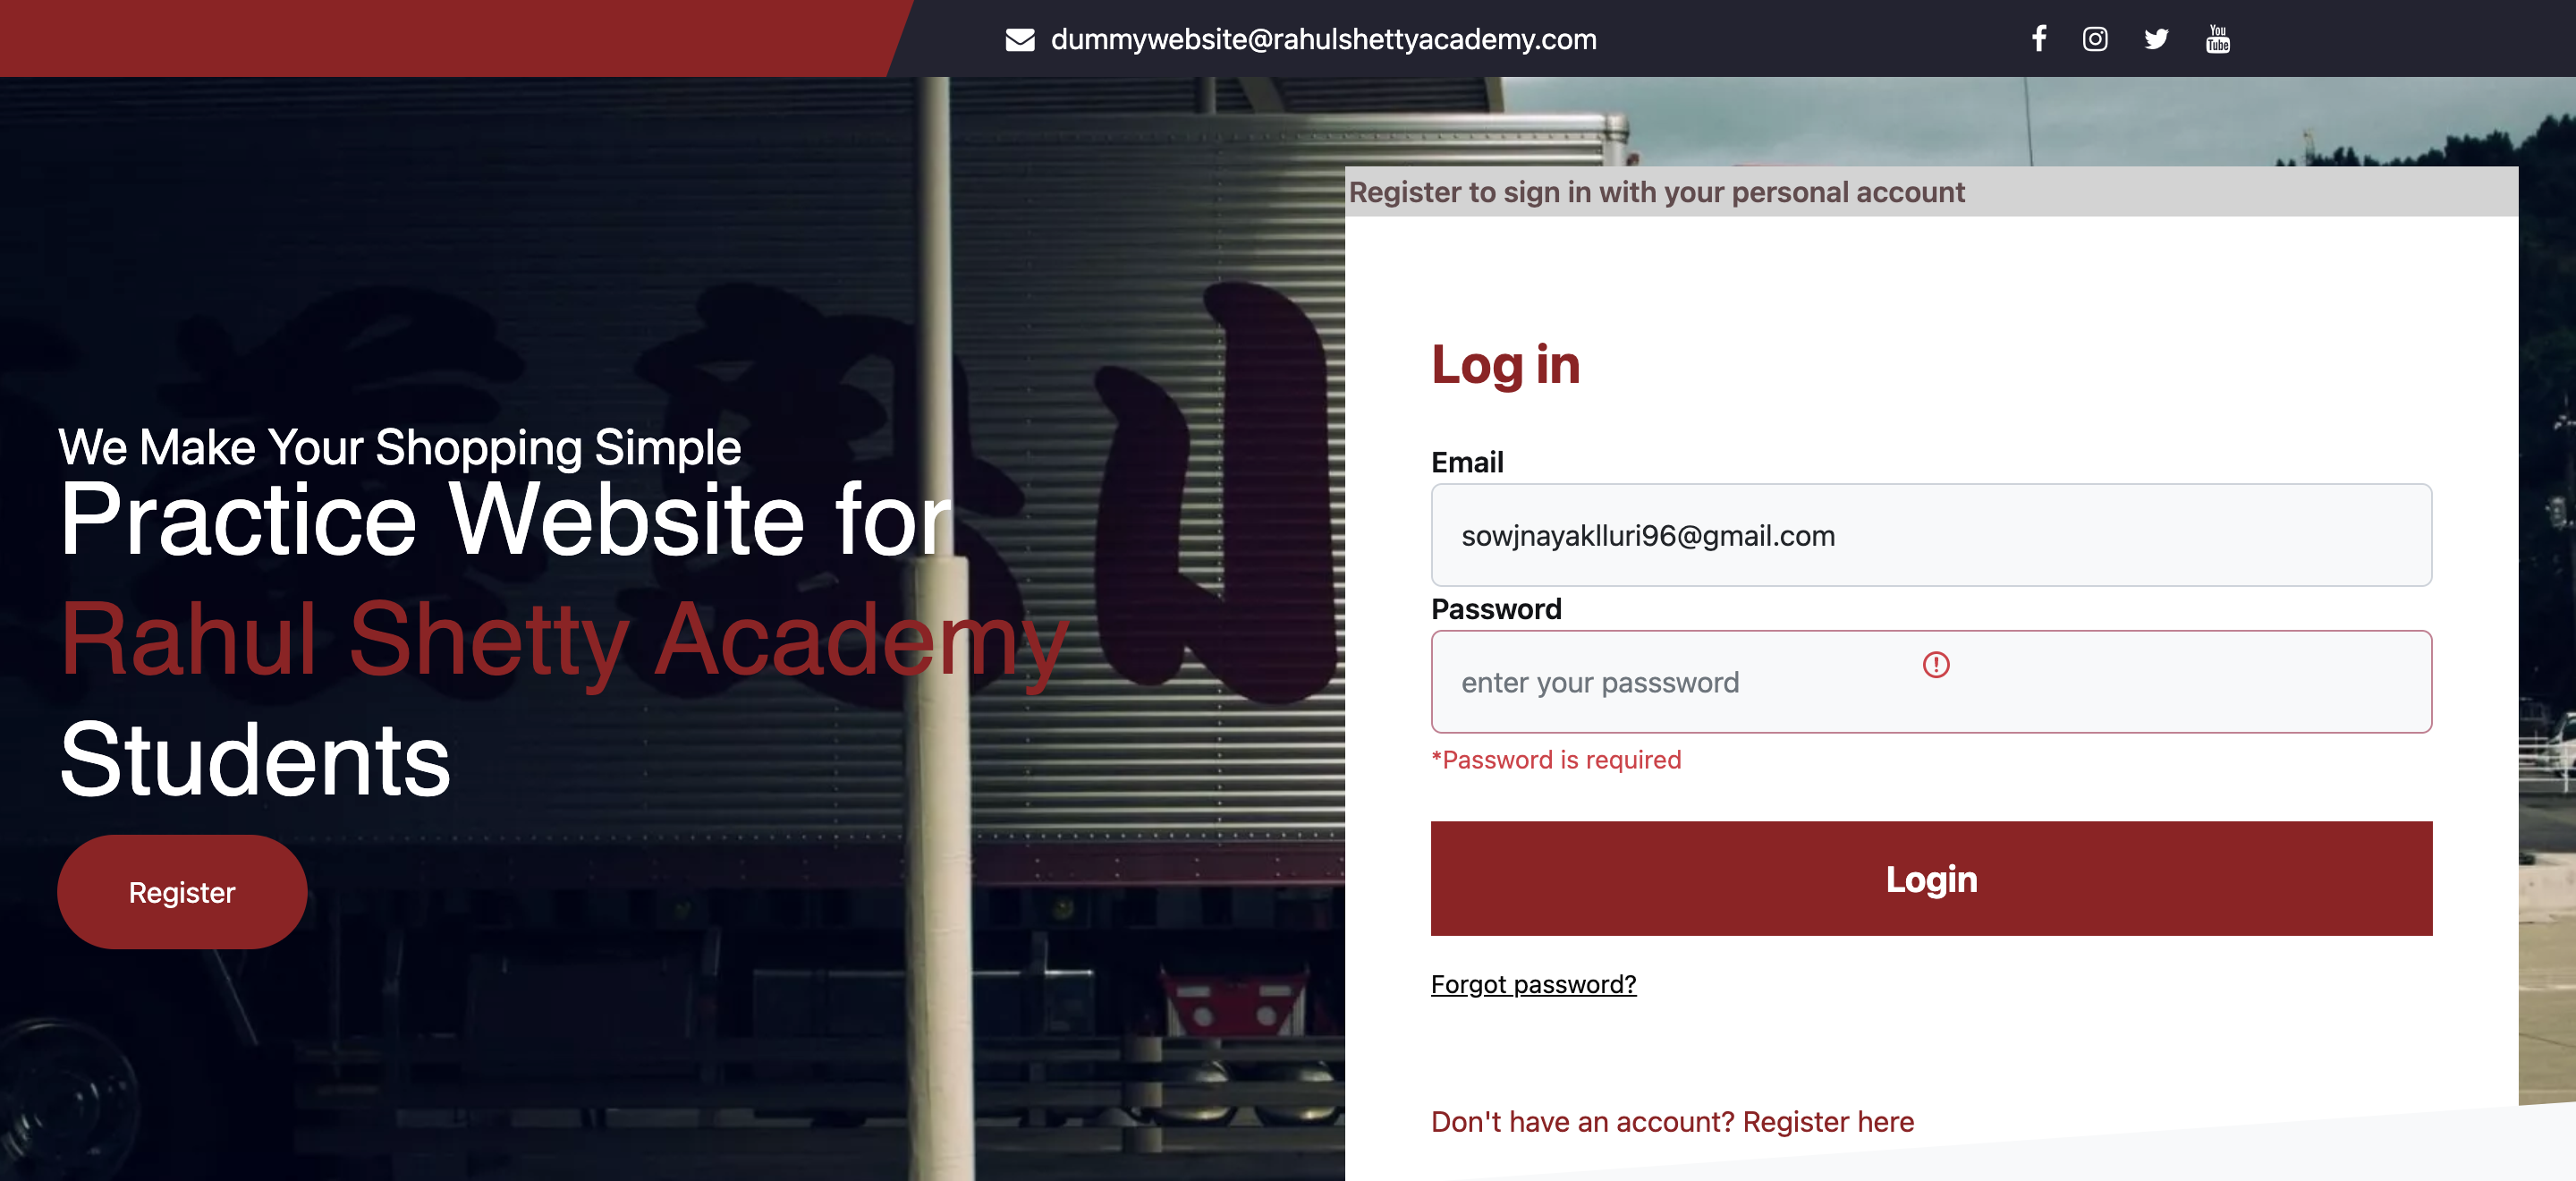 dummywebsite@rahulshettyacademy.com
You
Tube
Register to sign in with your personal account
We Make Your Shopping Simple
Practice Website for
Rahul Shetty Academy
Students
Register
Log in
Email
sowjnayaklluri96@gmail.com
Password
enter your passsword
*Password is required
Login
Forgot password?
Don't have an account? Register here